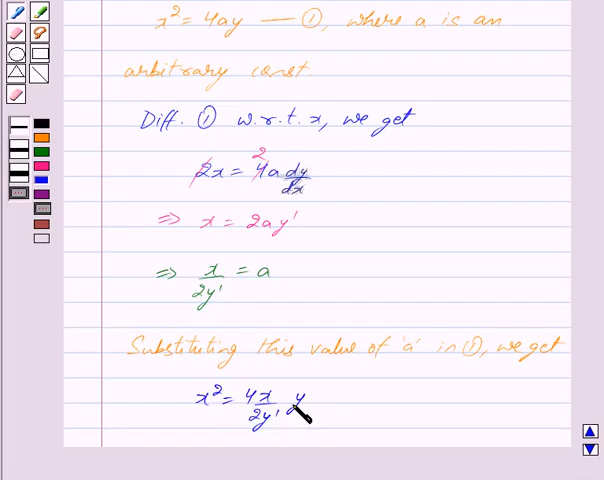 x² = 4ay — ①, where a is an
arbitrary const.
Diff. ① w.r.t. x, we get
2x = 4a dy/dx
2
⇒ x = 2ay'
⇒ x/2y' = a
Substituting this value of 'a' in ①, we get
x² = 4x/2y' y